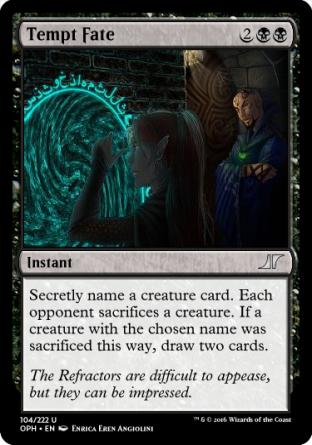 Tempt Fate 2
Instant
Secretly name a creature card. Each
opponent sacrifices a creature. If a
creature with the chosen name was
sacrificed this way, draw two cards.
The Refractors are difficult to appease,
but they can be impressed.
104/222 U
OPH • EN Enrica Eren Angiolini
™ & © 2016 Wizards of the Coast